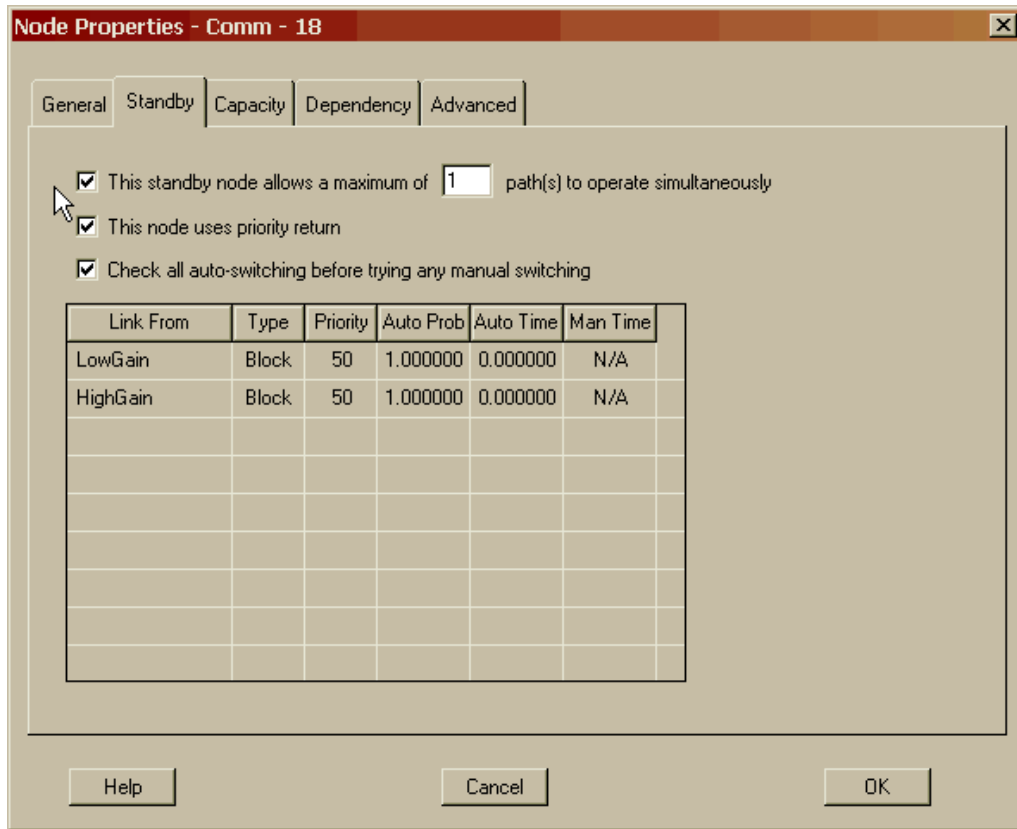 Node Properties - Comm - 18
General Standby Capacity Dependency Advanced
This standby node allows a maximum of 1 path(s) to operate simultaneously
This node uses priority return
Check all auto-switching before trying any manual switching
Link From Type Priority Auto Prob Auto Time Man Time
LowGain Block 50 1.000000 0.000000 N/A
HighGain Block 50 1.000000 0.000000 N/A
Help Cancel OK